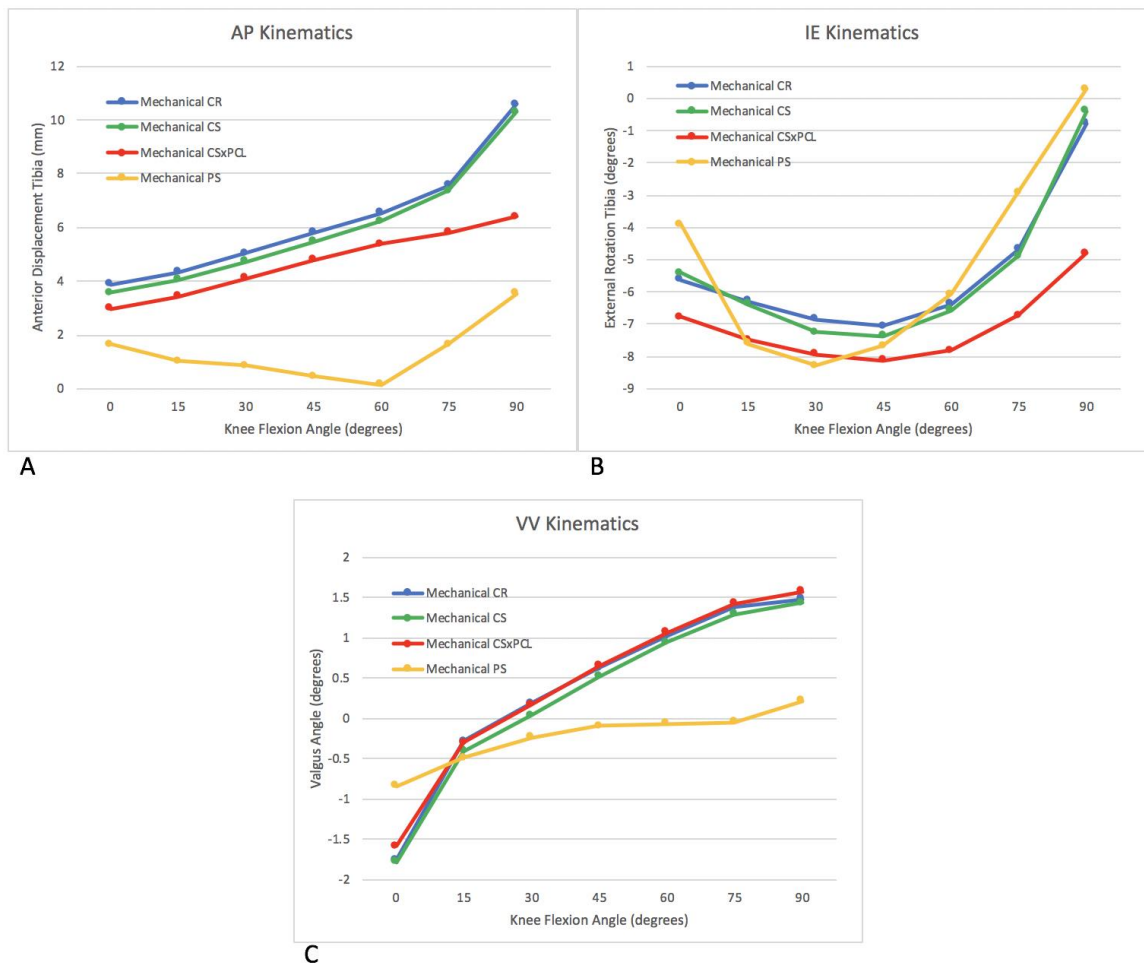 AP Kinematics
12
10
8
6
4
2
0
Anterior Displacement Tibia (mm)
Mechanical CR
Mechanical CS
Mechanical CSxPCL
Mechanical PS
0 15 30 45 60 75 90
Knee Flexion Angle (degrees)
A
IE Kinematics
1
0
-1
-2
-3
-4
-5
-6
-7
-8
-9
External Rotation Tibia (degrees)
Mechanical CR
Mechanical CS
Mechanical CSxPCL
Mechanical PS
0 15 30 45 60 75 90
Knee Flexion Angle (degrees)
B
VV Kinematics
2
1.5
1
0.5
0
-0.5
-1
-1.5
-2
Valgus Angle (degrees)
Mechanical CR
Mechanical CS
Mechanical CSxPCL
Mechanical PS
0 15 30 45 60 75 90
Knee Flexion Angle (degrees)
C